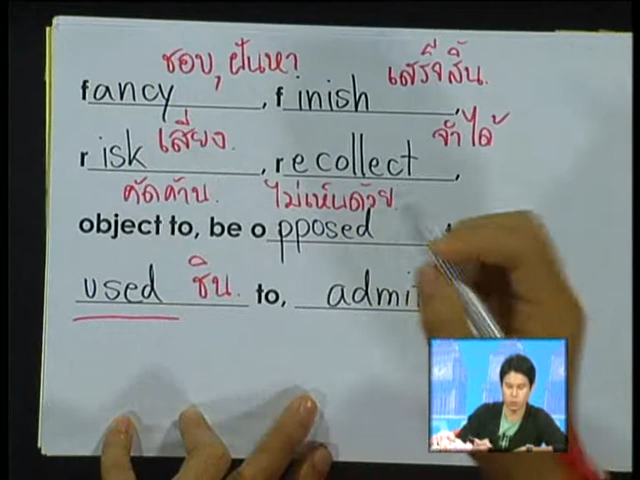 ชอบ, ฝันหา เสร็จสิ้น.
fancy, finish,
เสี่ยง. จำได้
risk, recollect,
คัดค้าน. ไม่เห็นด้วย
object to, be opposed
used ชิน. to, admi